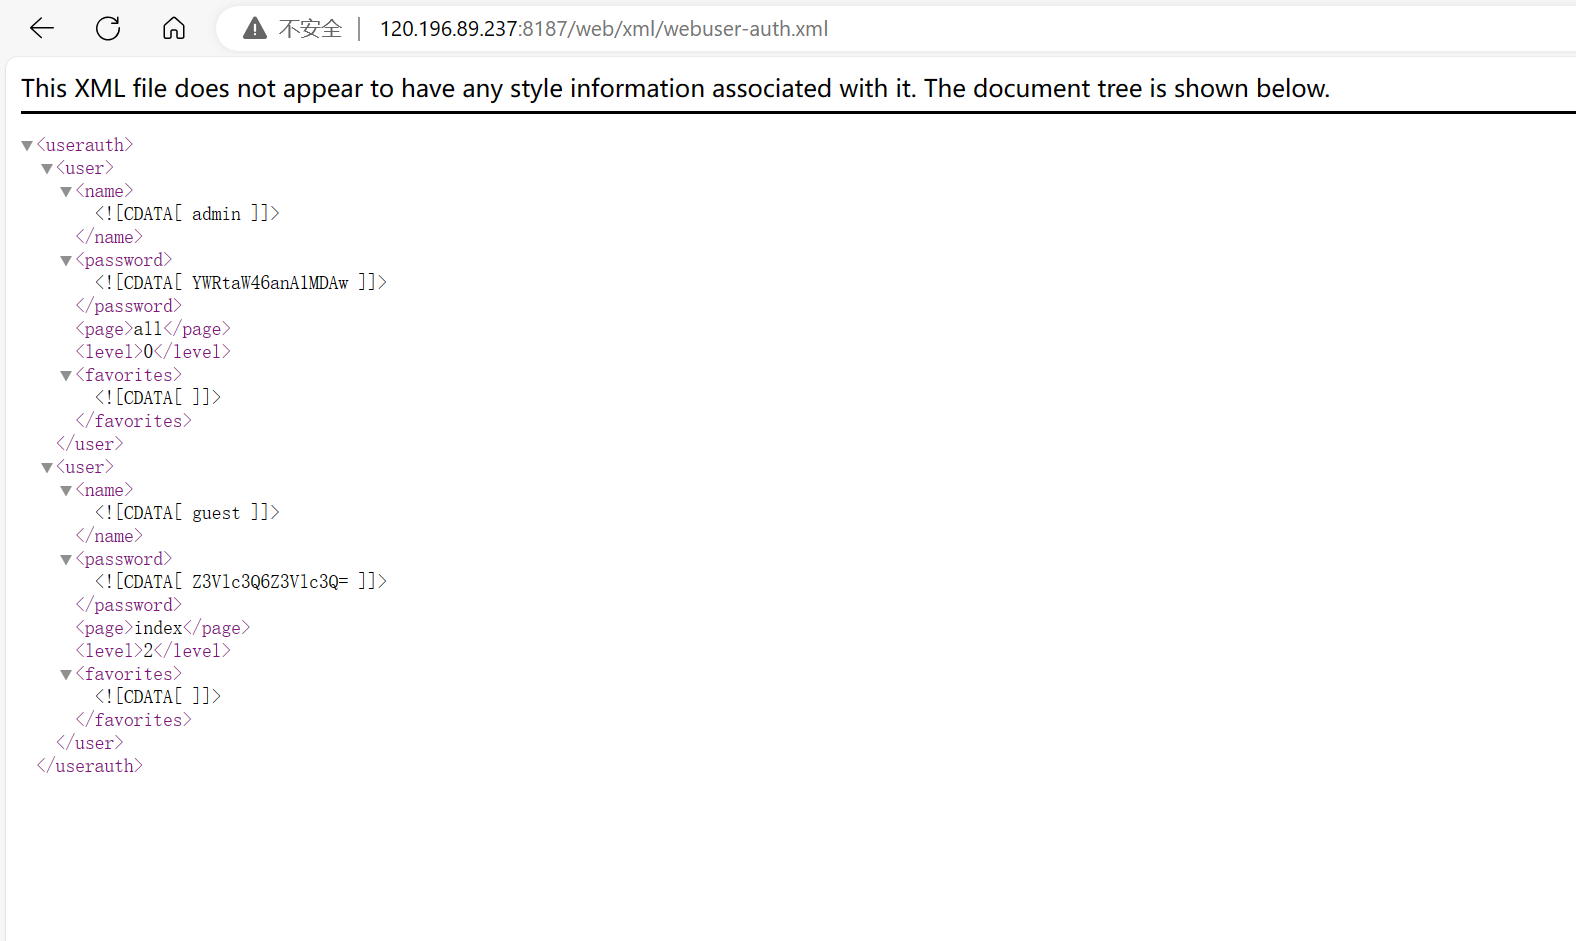 不安全
120.196.89.237:8187/web/xml/webuser-auth.xml
This XML file does not appear to have any style information associated with it. The document tree is shown below.
<userauth>
<user>
<name>
<![CDATA[ admin ]]>
</name>
<password>
<![CDATA[ YWRtaW46anAlMDAw ]]>
</password>
<page>all</page>
<level>0</level>
<favorites>
<![CDATA[ ]]>
</favorites>
</user>
<user>
<name>
<![CDATA[ guest ]]>
</name>
<password>
<![CDATA[ Z3Vlc3Q6Z3Vlc3Q= ]]>
</password>
<page>index</page>
<level>2</level>
<favorites>
<![CDATA[ ]]>
</favorites>
</user>
</userauth>